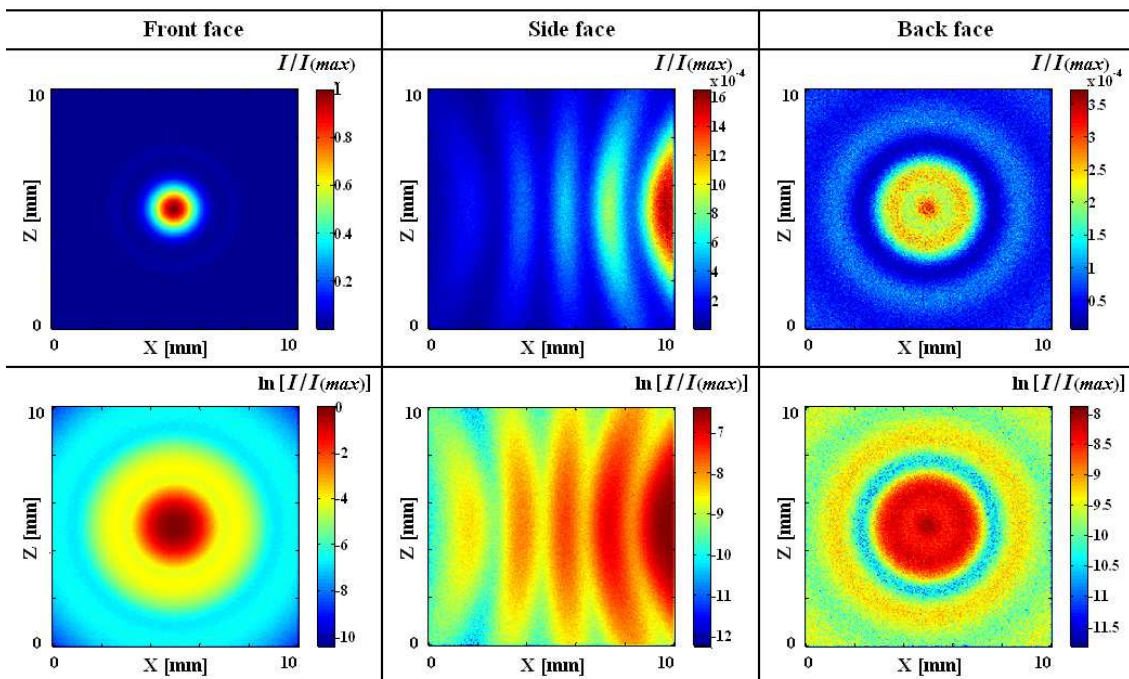 Front face
Side face
Back face
I/I(max)
10
0
Z [mm]
0
10
X [mm]
1
0.8
0.6
0.4
0.2
I/I(max)
x 10-4
10
0
Z [mm]
0
10
X [mm]
16
14
12
10
8
6
4
2
I/I(max)
x 10-4
10
0
Z [mm]
0
10
X [mm]
3.5
3
2.5
2
1.5
1
0.5
ln [I/I(max)]
10
0
Z [mm]
0
10
X [mm]
0
-2
-4
-6
-8
-10
ln [I/I(max)]
10
0
Z [mm]
0
10
X [mm]
-7
-8
-9
-10
-11
-12
ln [I/I(max)]
10
0
Z [mm]
0
10
X [mm]
-8
-8.5
-9
-9.5
-10
-10.5
-11
-11.5